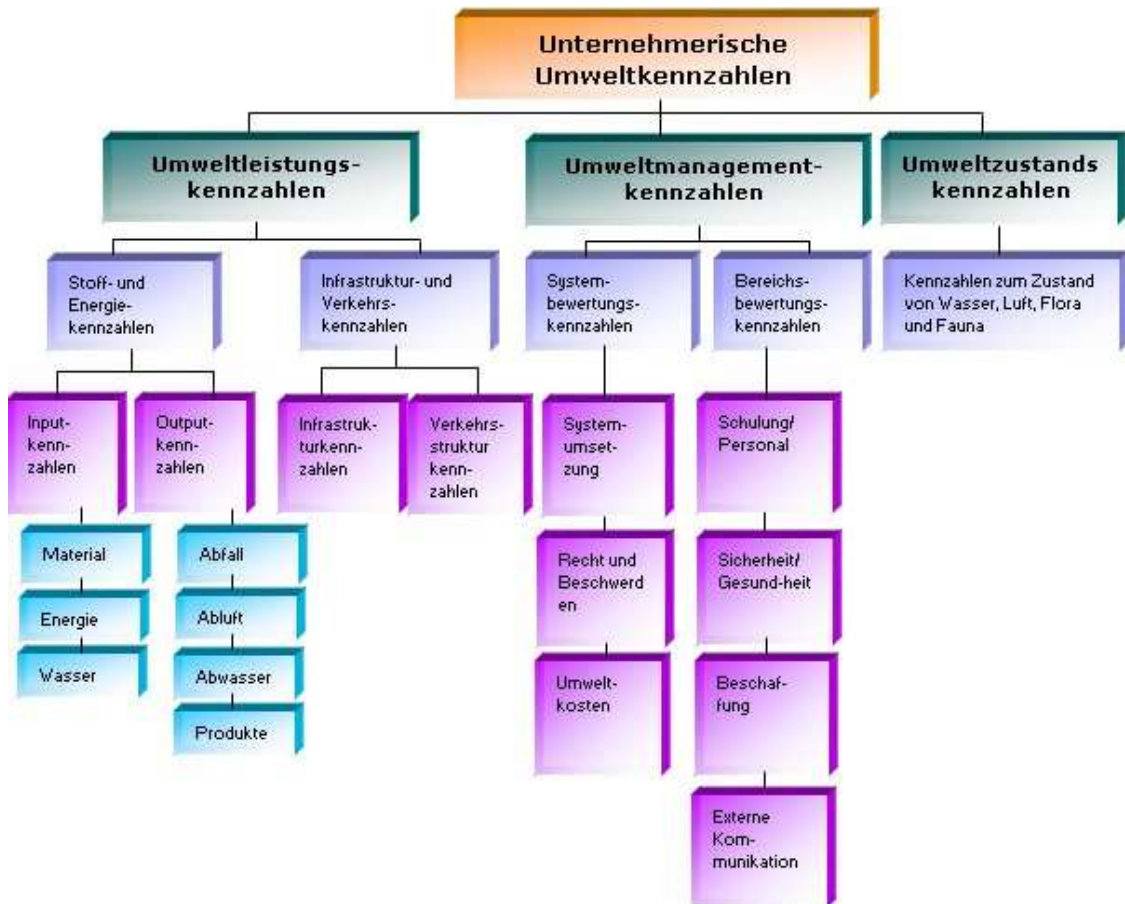 Unternehmerische
Umweltkennzahlen
Umweltleistungs-
kennzahlen
Umweltmanagement-
kennzahlen
Umweltzustands
kennzahlen
Stoff- und
Energie-
kennzahlen
Infrastruktur- und
Verkehrs-
kennzahlen
System-
bewertungs-
kennzahlen
Bereichs-
bewertungs-
kennzahlen
Kennzahlen zum Zustand
von Wasser, Luft, Flora
und Fauna
Input-
kenn-
zahlen
Output-
kenn-
zahlen
Infrastruk-
turkenn-
zahlen
Verkehrs-
struktur
kenn-
zahlen
System-
umset-
zung
Schulung/
Personal
Material
Energie
Wasser
Abfall
Abluft
Abwasser
Produkte
Recht und
Beschwer
den
Umwelt-
kosten
Sicherheit/
Gesund-heit
Beschaf-
fung
Externe
Kom-
munikation